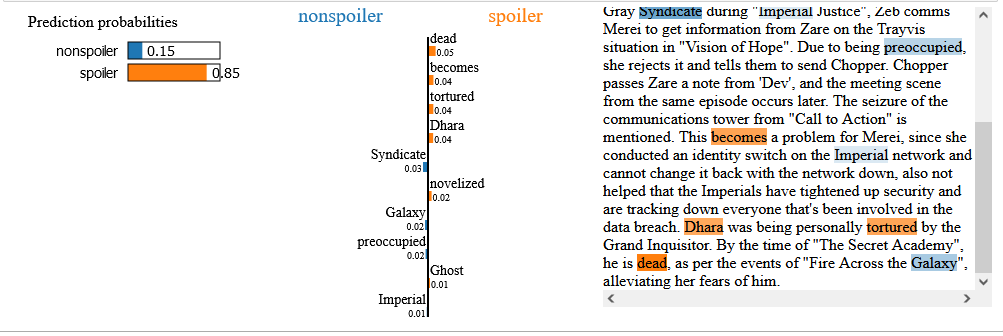 Prediction probabilities
nonspoiler 0.15
spoiler 0.85
nonspoiler spoiler
dead
0.05
becomes
0.04
tortured
0.04
Dhara
0.04
Syndicate
0.03
novelized
0.02
Galaxy
0.02
preoccupied
0.02
Ghost
0.01
Imperial
0.01
Gray Syndicate during "Imperial Justice", Zeb comms
Merei to get information from Zare on the Trayvis
situation in "Vision of Hope". Due to being preoccupied,
she rejects it and tells them to send Chopper. Chopper
passes Zare a note from 'Dev', and the meeting scene
from the same episode occurs later. The seizure of the
communications tower from "Call to Action" is
mentioned. This becomes a problem for Merei, since she
conducted an identity switch on the Imperial network and
cannot change it back with the network down, also not
helped that the Imperials have tightened up security and
are tracking down everyone that's been involved in the
data breach. Dhara was being personally tortured by the
Grand Inquisitor. By the time of "The Secret Academy",
he is dead, as per the events of "Fire Across the Galaxy",
alleviating her fears of him.